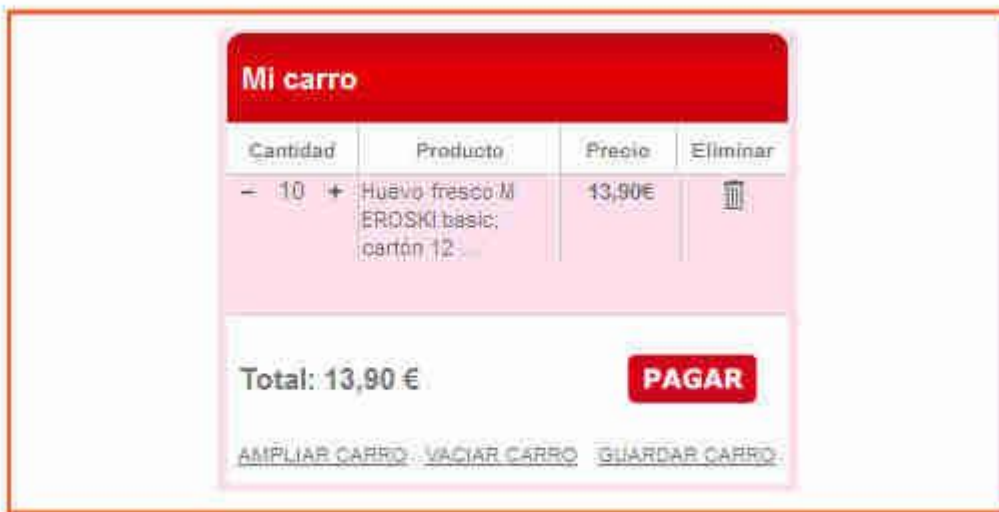 Mi carro
Cantidad Producto Precio Eliminar
- 10 + Huevo fresco M 13,90€
EROSKI basic,
cartón 12 ...
Total: 13,90 € PAGAR
AMPLIAR CARRO VACIAR CARRO GUARDAR CARRO